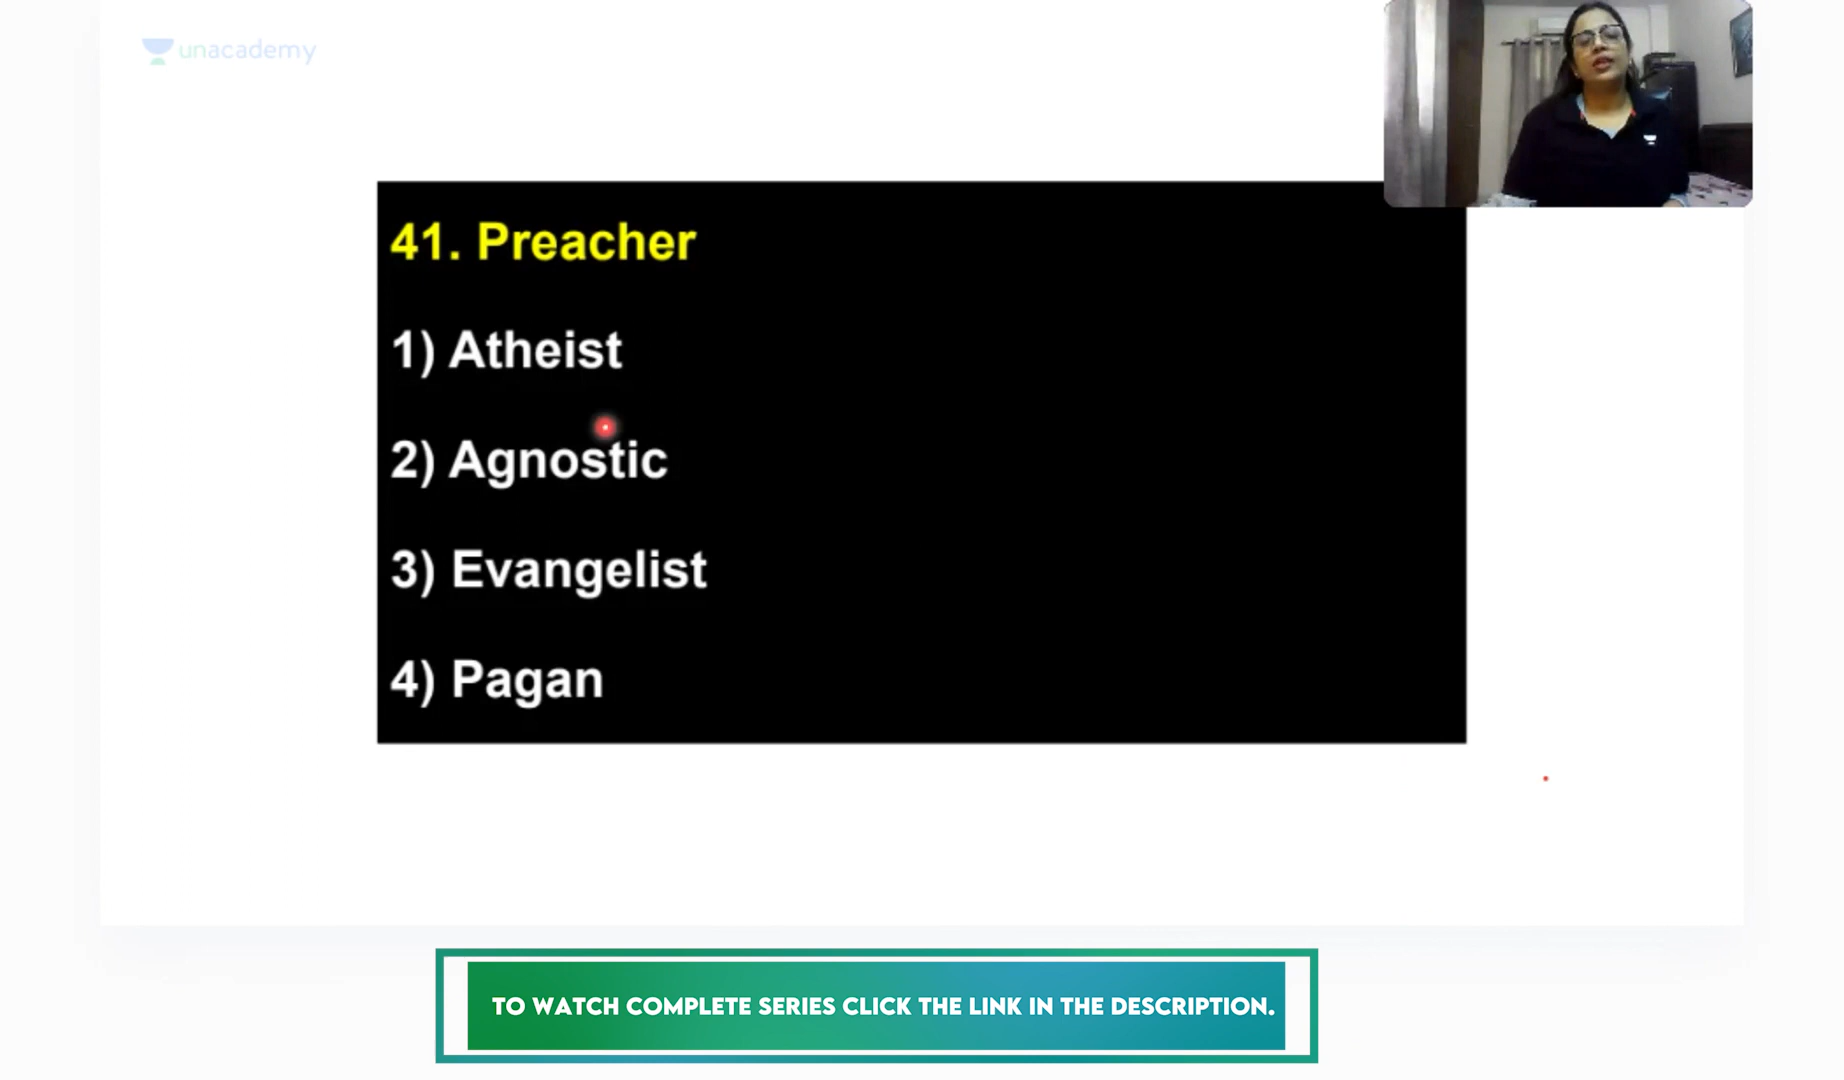 unacademy
41. Preacher
1) Atheist
2) Agnostic
3) Evangelist
4) Pagan
TO WATCH COMPLETE SERIES CLICK THE LINK IN THE DESCRIPTION.